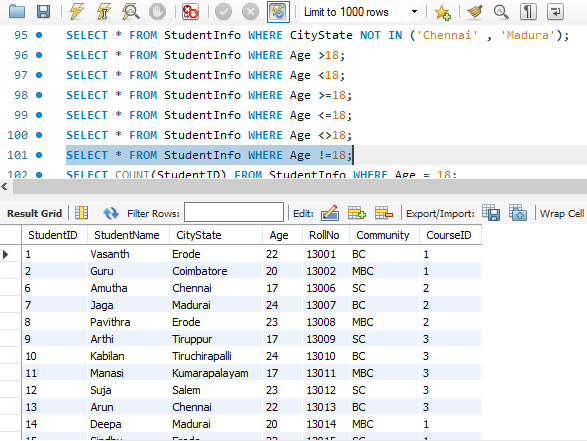 Limit to 1000 rows
95 SELECT * FROM StudentInfo WHERE CityState NOT IN ('Chennai' , 'Madura');
96 SELECT * FROM StudentInfo WHERE Age >18;
97 SELECT * FROM StudentInfo WHERE Age <18;
98 SELECT * FROM StudentInfo WHERE Age >=18;
99 SELECT * FROM StudentInfo WHERE Age <=18;
100 SELECT * FROM StudentInfo WHERE Age <>18;
101 SELECT * FROM StudentInfo WHERE Age !=18;
102 SELECT COUNT(StudentID) FROM StudentInfo WHERE Age = 18;
Result Grid Filter Rows: Edit: Export/Import: Wrap Cell
StudentID StudentName CityState Age RollNo Community CourseID
1 Vasanth Erode 22 13001 BC 1
2 Guru Coimbatore 20 13002 MBC 1
6 Amutha Chennai 17 13006 SC 2
7 Jaga Madurai 24 13007 BC 2
8 Pavithra Erode 23 13008 MBC 2
9 Arthi Tiruppur 17 13009 SC 3
10 Kabilan Tiruchirapalli 24 13010 BC 3
11 Manasi Kumarapalayam 17 13011 MBC 3
12 Suja Salem 23 13012 SC 3
13 Arun Chennai 22 13013 BC 3
14 Deepa Madurai 20 13014 MBC 1